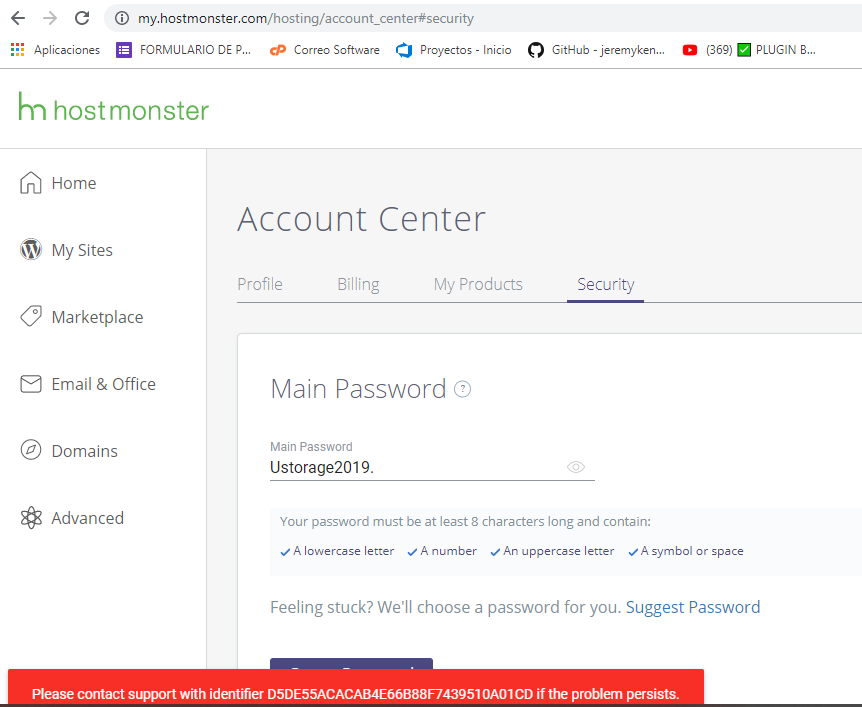 my.hostmonster.com/hosting/account_center#security
Aplicaciones FORMULARIO DE P... Correo Software Proyectos - Inicio GitHub - jeremyken... (369) PLUGIN B...
hostmonster
Home
My Sites
Marketplace
Email & Office
Domains
Advanced
Account Center
Profile Billing My Products Security
Main Password ?
Main Password
Ustorage2019.
Your password must be at least 8 characters long and contain:
A lowercase letter A number An uppercase letter A symbol or space
Feeling stuck? We'll choose a password for you. Suggest Password
Please contact support with identifier D5DE55ACACAB4E66B88F7439510A01CD if the problem persists.